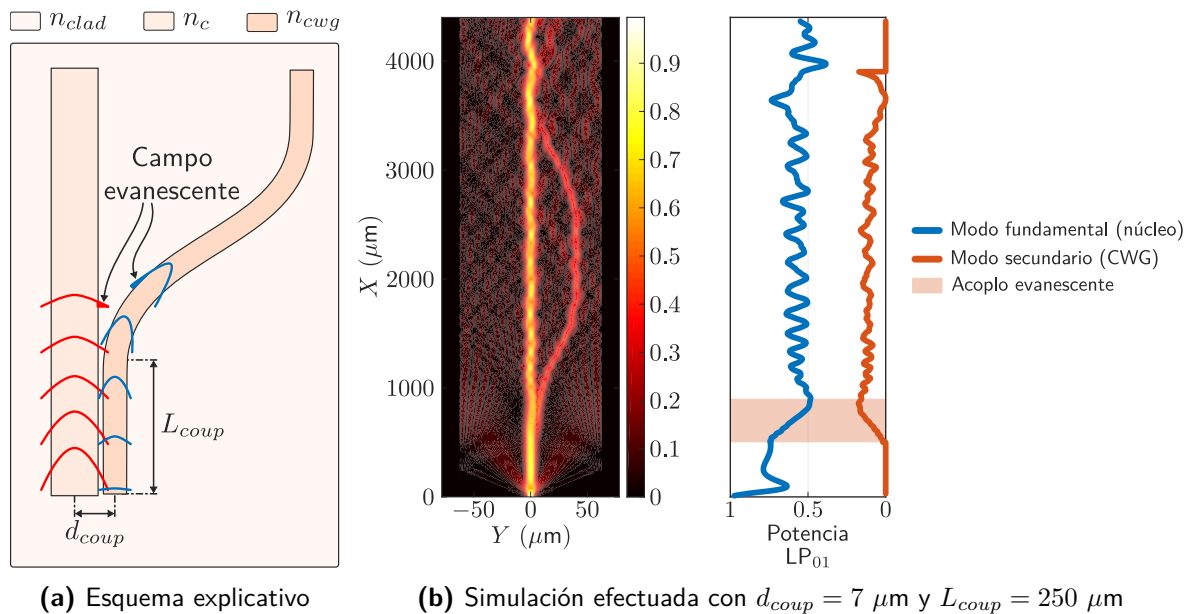 n_clad n_c n_cwg
Campo
evanescente
L_coup
d_coup
(a) Esquema explicativo
X (μm)
4000
3000
2000
1000
0
−50 0 50
Y (μm)
0.9
0.8
0.7
0.6
0.5
0.4
0.3
0.2
0.1
0
1 0.5 0
Potencia
LP₀₁
Modo fundamental (núcleo)
Modo secundario (CWG)
Acoplo evanescente
(b) Simulación efectuada con d_coup = 7 μm y L_coup = 250 μm